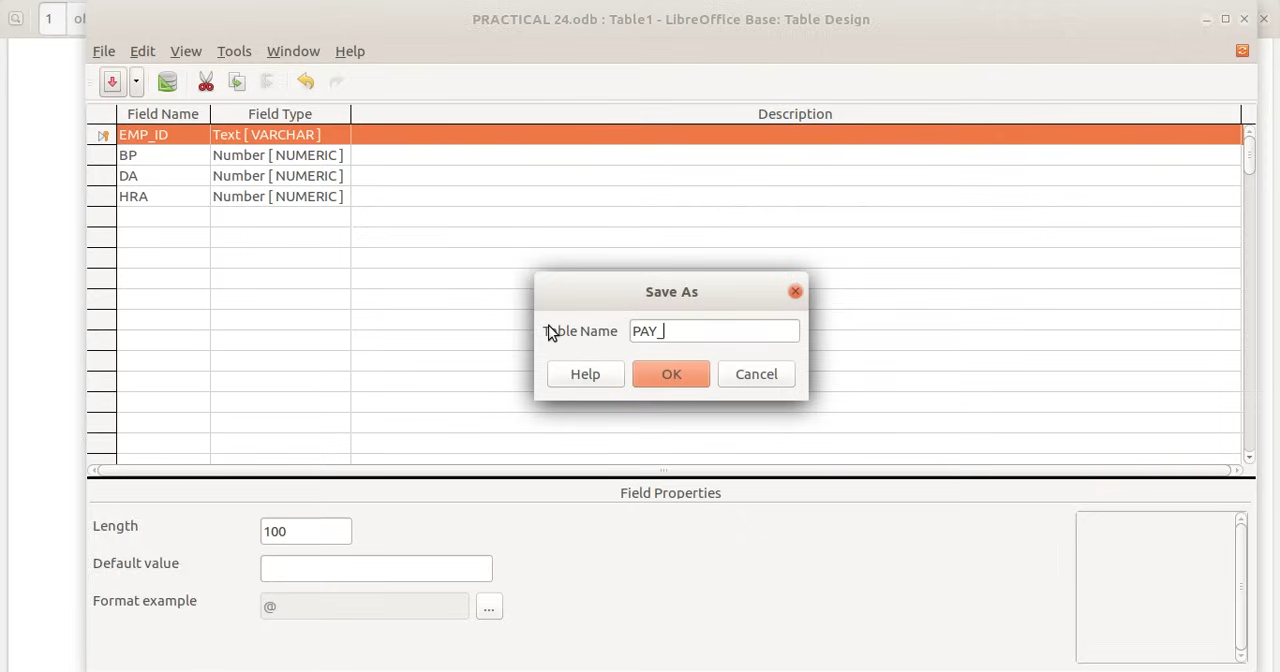 1
of
PRACTICAL 24.odb : Table1 - LibreOffice Base: Table Design
File Edit View Tools Window Help
Field Name Field Type Description
EMP_ID Text [ VARCHAR ]
BP Number [ NUMERIC ]
DA Number [ NUMERIC ]
HRA Number [ NUMERIC ]
Save As
Table Name PAY_
Help OK Cancel
Field Properties
Length 100
Default value
Format example @ ...